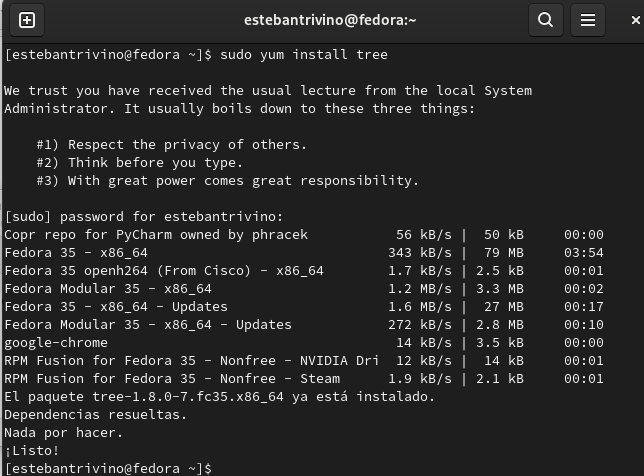 estebantrivino@fedora:~
[estebantrivino@fedora ~]$ sudo yum install tree
We trust you have received the usual lecture from the local System
Administrator. It usually boils down to these three things:
#1) Respect the privacy of others.
#2) Think before you type.
#3) With great power comes great responsibility.
[sudo] password for estebantrivino:
Copr repo for PyCharm owned by phracek 56 kB/s | 50 kB 00:00
Fedora 35 - x86_64 343 kB/s | 79 MB 03:54
Fedora 35 openh264 (From Cisco) - x86_64 1.7 kB/s | 2.5 kB 00:01
Fedora Modular 35 - x86_64 1.2 MB/s | 3.3 MB 00:02
Fedora 35 - x86_64 - Updates 1.6 MB/s | 27 MB 00:17
Fedora Modular 35 - x86_64 - Updates 272 kB/s | 2.8 MB 00:10
google-chrome 14 kB/s | 3.5 kB 00:00
RPM Fusion for Fedora 35 - Nonfree - NVIDIA Dri 12 kB/s | 14 kB 00:01
RPM Fusion for Fedora 35 - Nonfree - Steam 1.9 kB/s | 2.1 kB 00:01
El paquete tree-1.8.0-7.fc35.x86_64 ya está instalado.
Dependencias resueltas.
Nada por hacer.
¡Listo!
[estebantrivino@fedora ~]$